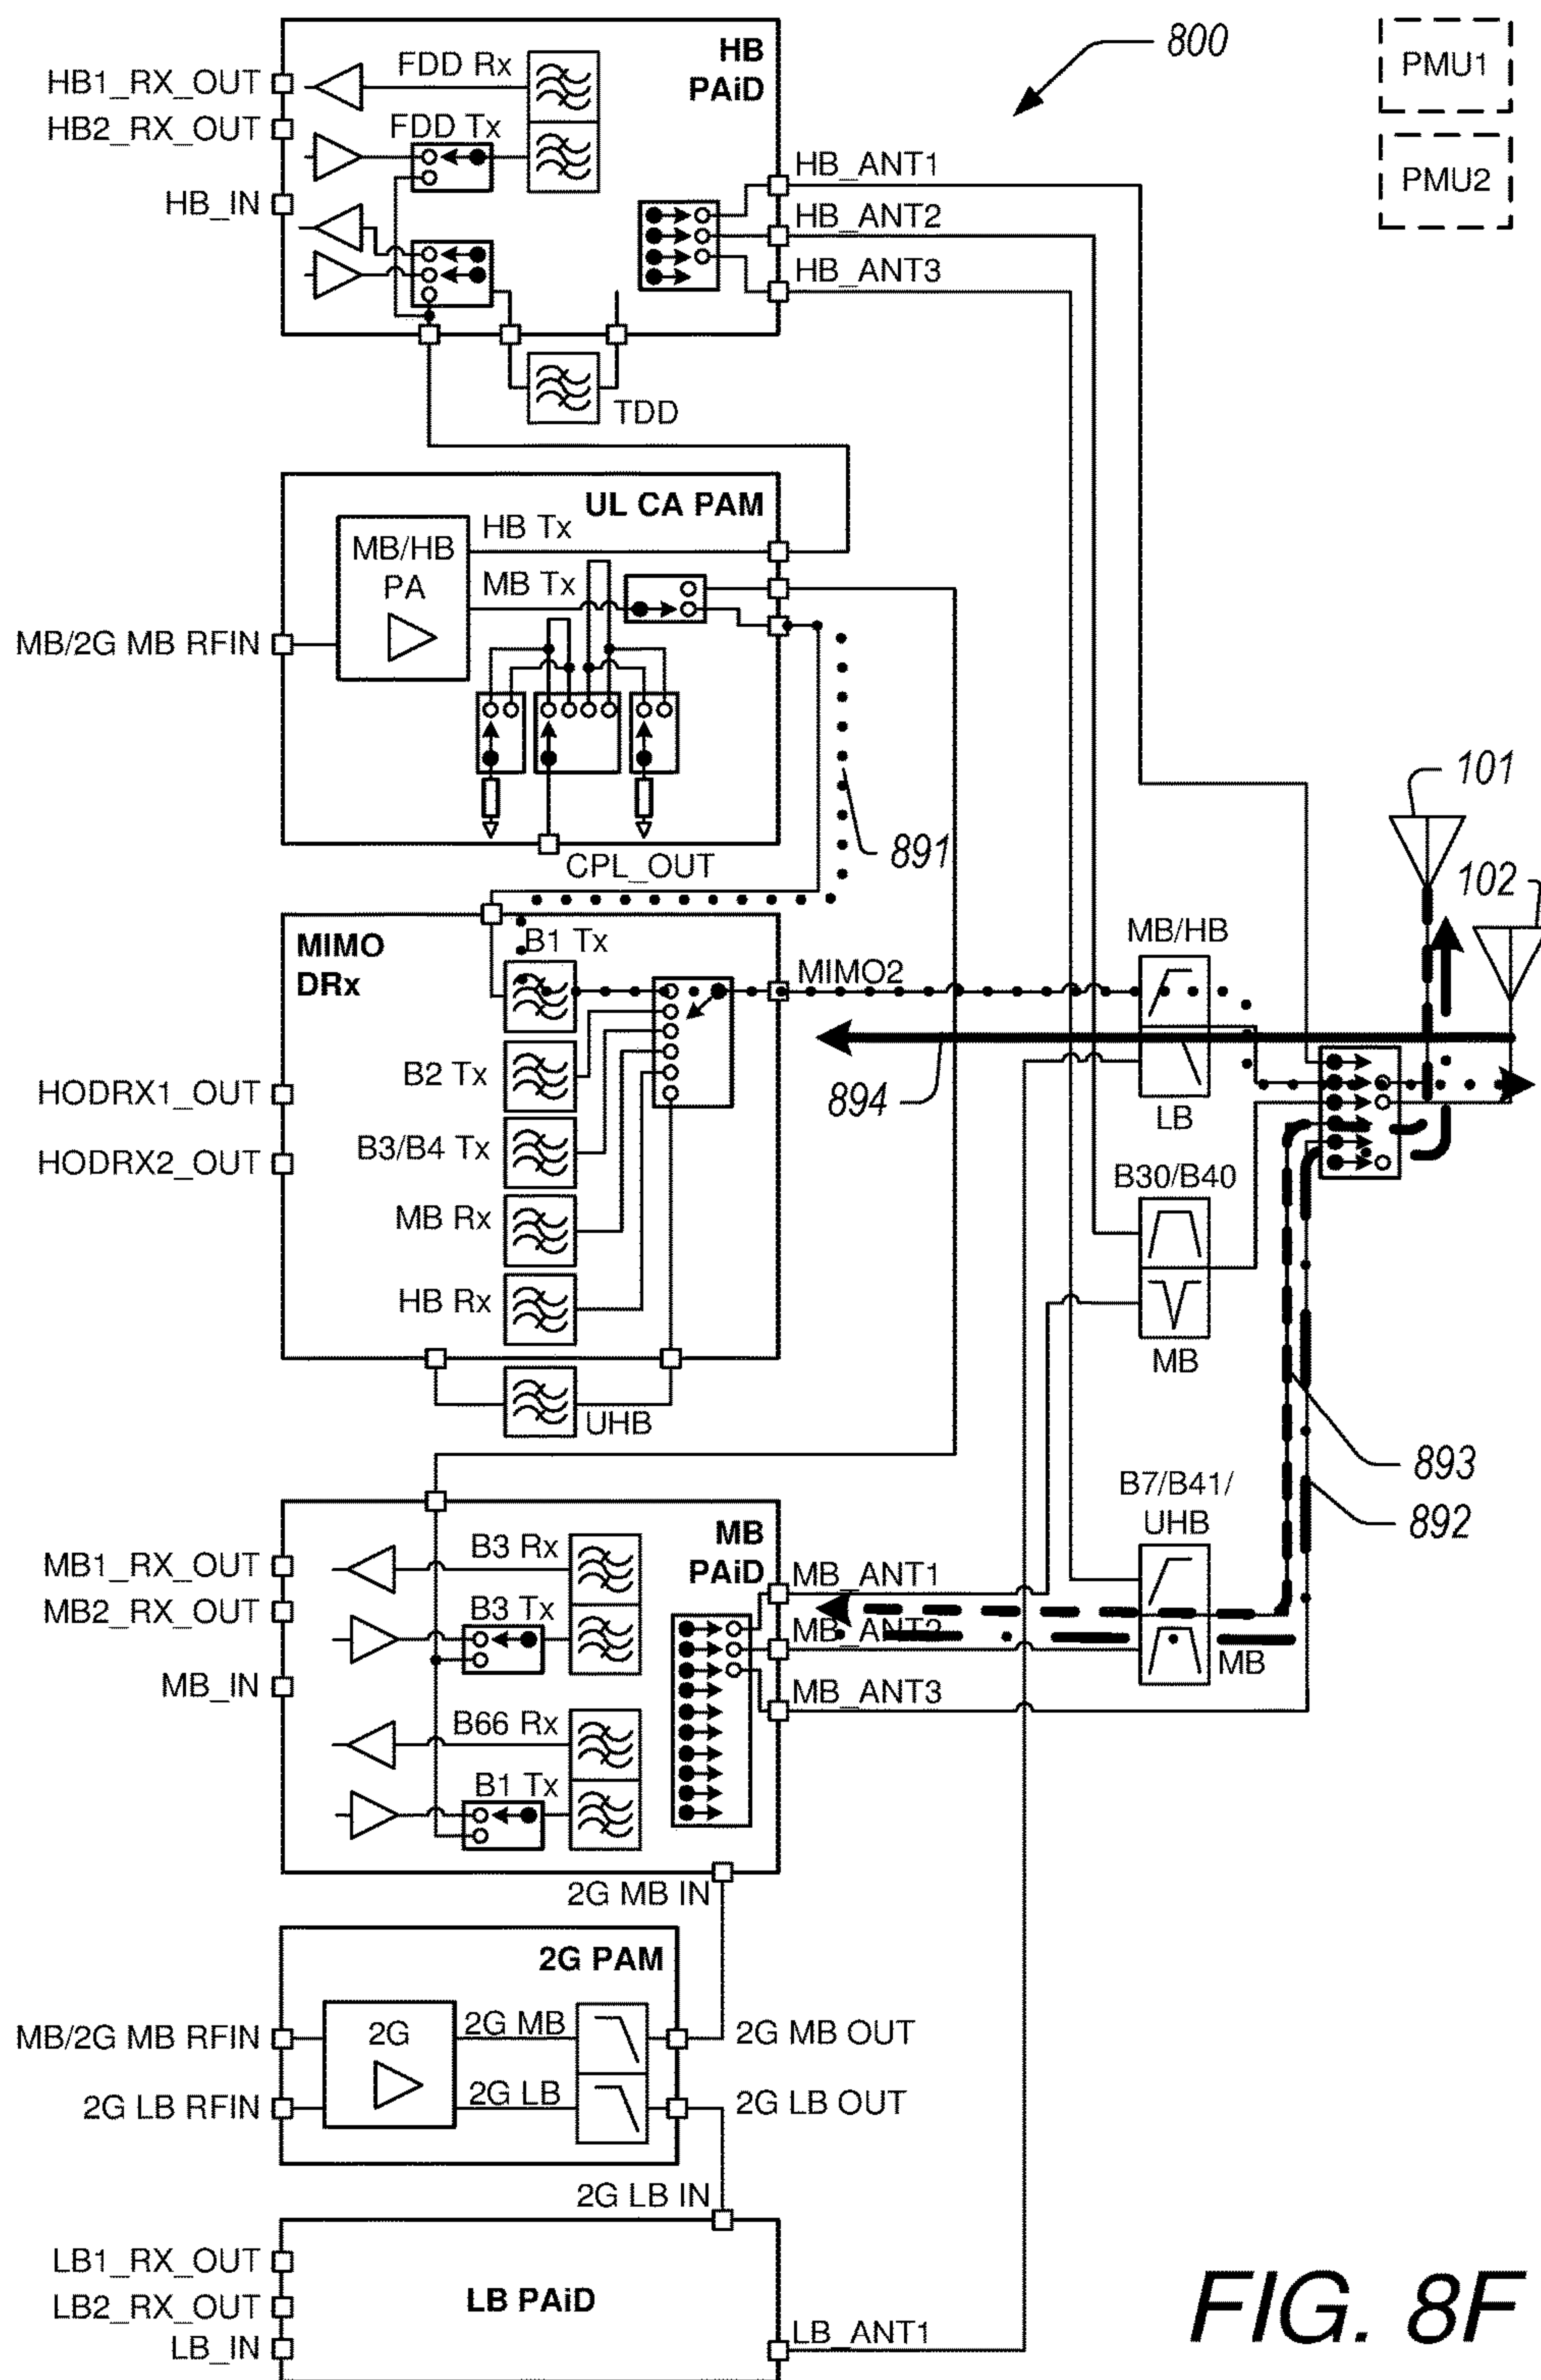 HB
PAiD
HB1_RX_OUT
FDD Rx
HB2_RX_OUT
FDD Tx
HB_IN
HB_ANT1
HB_ANT2
HB_ANT3
TDD
800
PMU1
PMU2
UL CA PAM
MB/HB
PA
HB Tx
MB Tx
MB/2G MB RFIN
CPL_OUT
891
101
102
MIMO
DRx
B1 Tx
MIMO2
MB/HB
B2 Tx
894
LB
HODRX1_OUT
HODRX2_OUT
B3/B4 Tx
B30/B40
MB Rx
HB Rx
MB
UHB
893
892
B7/B41/
UHB
MB
PAiD
MB1_RX_OUT
B3 Rx
MB2_RX_OUT
B3 Tx
MB_ANT1
MB_ANT2
MB
MB_IN
MB_ANT3
B66 Rx
B1 Tx
2G MB IN
2G PAM
MB/2G MB RFIN
2G
2G MB
2G MB OUT
2G LB RFIN
2G LB
2G LB OUT
2G LB IN
LB1_RX_OUT
LB2_RX_OUT
LB PAiD
LB_IN
LB_ANT1
FIG. 8F